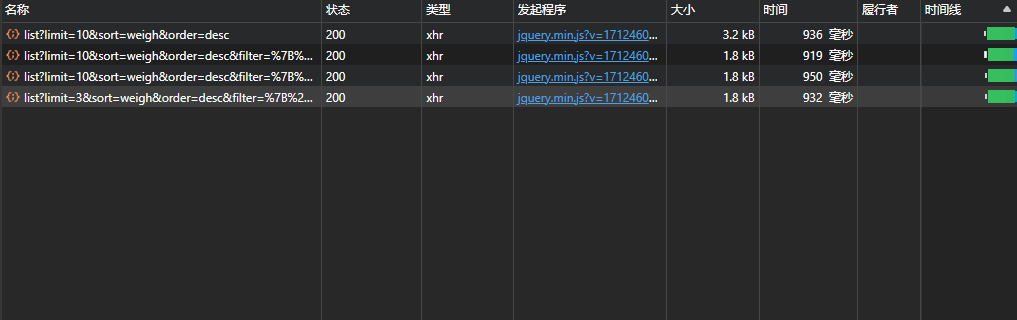 名称 状态 类型 发起程序 大小 时间 履行者 时间线
list?limit=10&sort=weigh&order=desc 200 xhr jquery.min.js?v=1712460... 3.2 kB 936 毫秒
list?limit=10&sort=weigh&order=desc&filter=%7B%... 200 xhr jquery.min.js?v=1712460... 1.8 kB 919 毫秒
list?limit=10&sort=weigh&order=desc&filter=%7B%... 200 xhr jquery.min.js?v=1712460... 1.8 kB 950 毫秒
list?limit=3&sort=weigh&order=desc&filter=%7B%2... 200 xhr jquery.min.js?v=1712460... 1.8 kB 932 毫秒